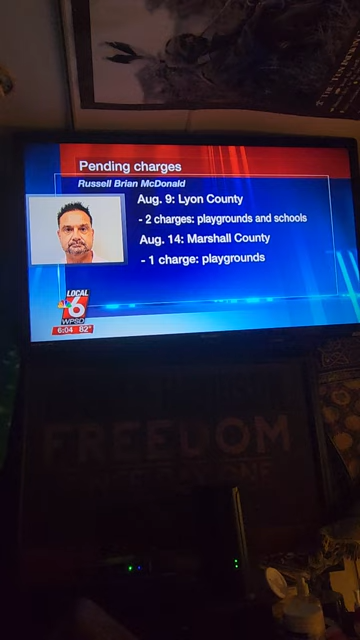 Pending charges
Russell Brian McDonald
Aug. 9: Lyon County
- 2 charges: playgrounds and schools
Aug. 14: Marshall County
- 1 charge: playgrounds
LOCAL
6
WPSD
6:04 82°
FREEDOM